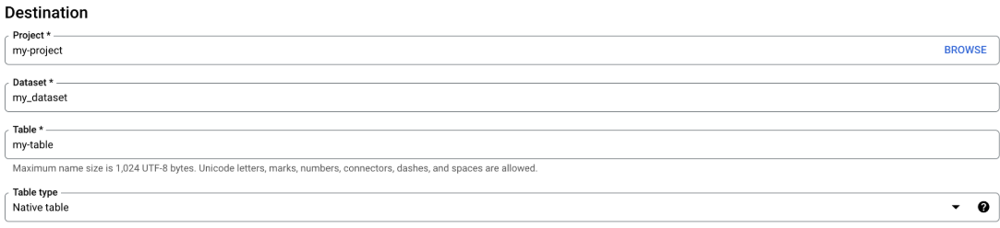 Destination
Project *
my-project
BROWSE
Dataset *
my_dataset
Table *
my-table
Maximum name size is 1,024 UTF-8 bytes. Unicode letters, marks, numbers, connectors, dashes, and spaces are allowed.
Table type
Native table
?